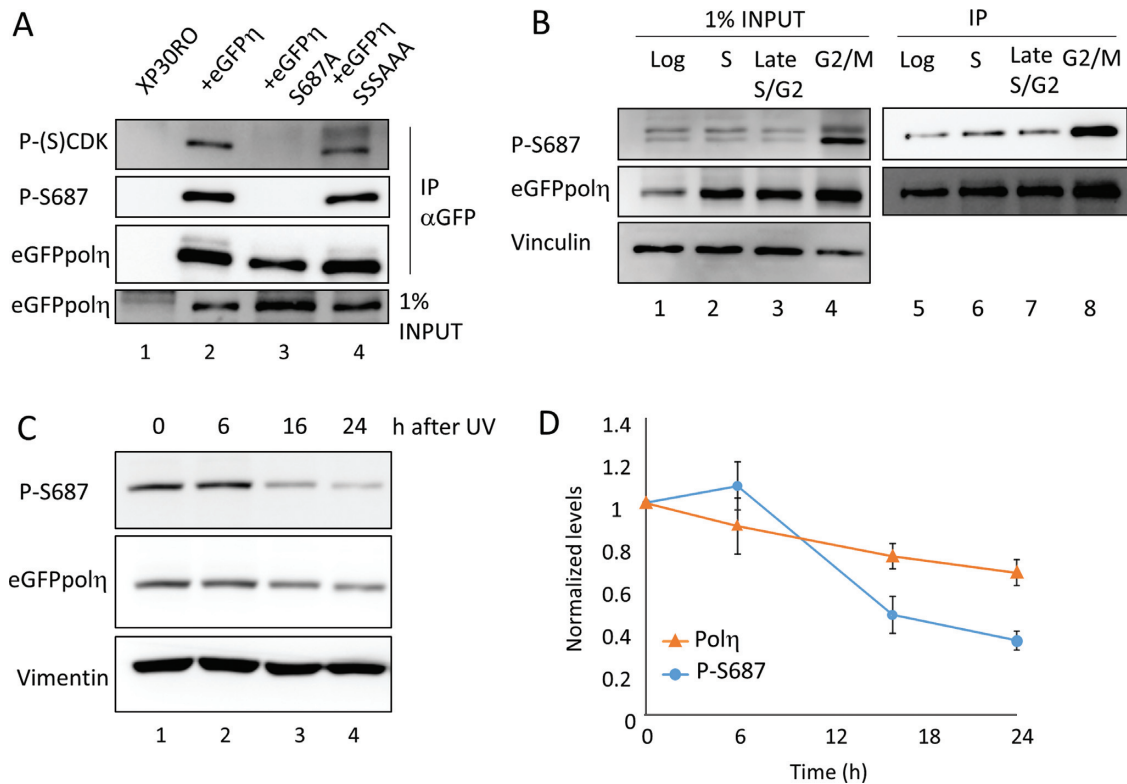 A
XP30RO
+eGFPη
+eGFPη
S687A
+eGFPη
SSSAAA
P-(S)CDK
P-S687
eGFPpolη
eGFPpolη
IP
αGFP
1%
INPUT
1 2 3 4
B
1% INPUT
IP
Log S Late S/G2 G2/M
Log S Late S/G2 G2/M
P-S687
eGFPpolη
Vinculin
1 2 3 4 5 6 7 8
C
0 6 16 24 h after UV
P-S687
eGFPpolη
Vimentin
1 2 3 4
D
Normalized levels
1.4
1.2
1
0.8
0.6
0.4
0.2
0
Polη
P-S687
0 6 12 18 24
Time (h)